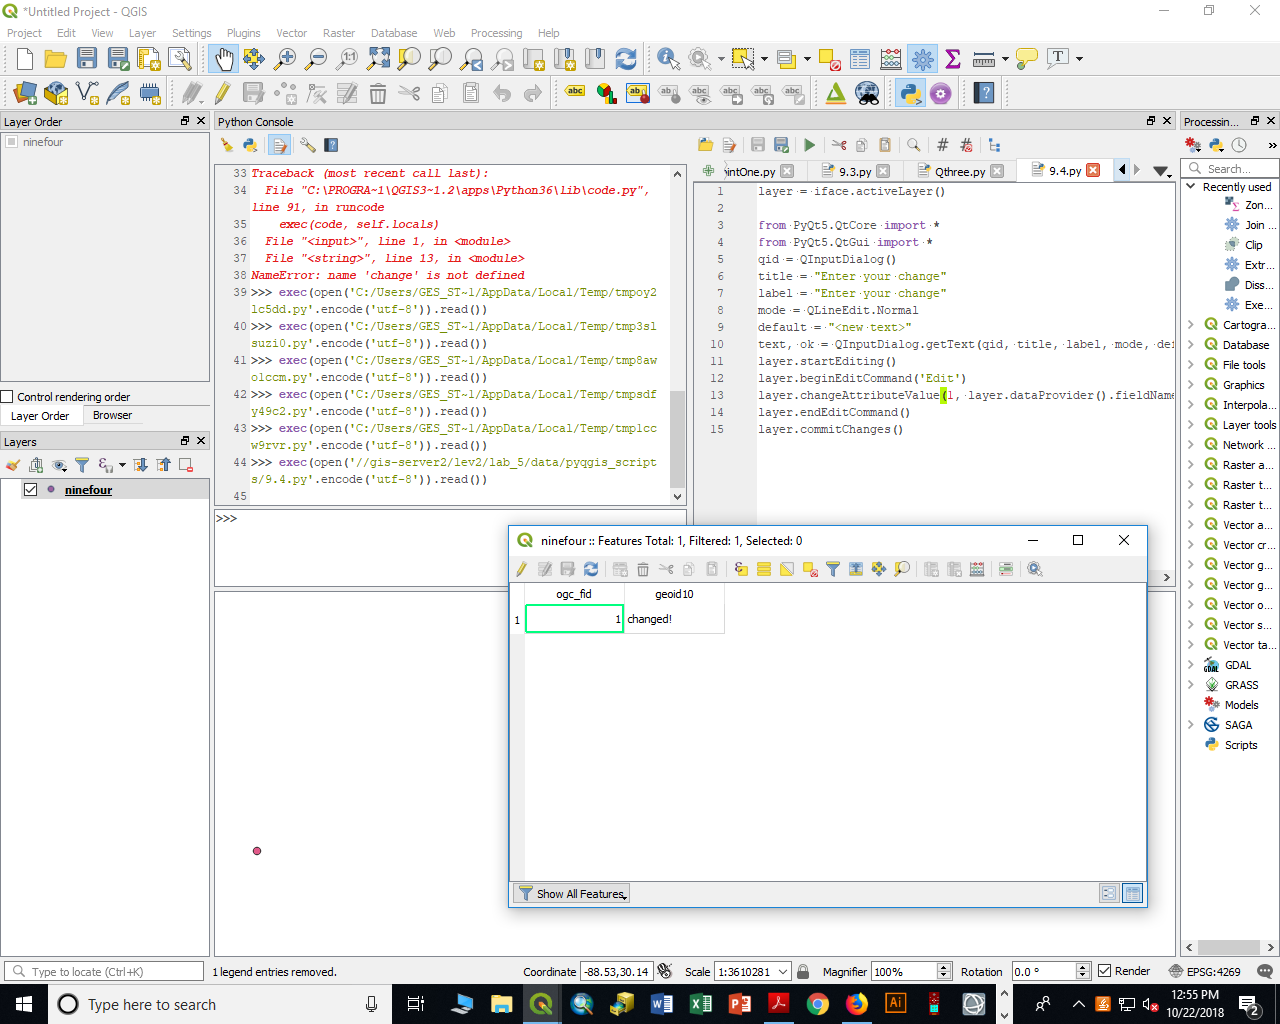 *Untitled Project - QGIS
Project Edit View Layer Settings Plugins Vector Raster Database Web Processing Help
Layer Order
ninefour
Control rendering order
Layer Order Browser
Layers
ninefour
Python Console
33 Traceback (most recent call last):
34 File "C:\PROGRA~1\QGIS3~1.2\apps\Python36\lib\code.py",
line 91, in runcode
35 exec(code, self.locals)
36 File "<input>", line 1, in <module>
37 File "<string>", line 13, in <module>
38 NameError: name 'change' is not defined
39 >>> exec(open('C:/Users/GES_ST~1/AppData/Local/Temp/tmpoy2
lc5dd.py'.encode('utf-8')).read())
40 >>> exec(open('C:/Users/GES_ST~1/AppData/Local/Temp/tmp3sl
suzi0.py'.encode('utf-8')).read())
41 >>> exec(open('C:/Users/GES_ST~1/AppData/Local/Temp/tmp8aw
olccm.py'.encode('utf-8')).read())
42 >>> exec(open('C:/Users/GES_ST~1/AppData/Local/Temp/tmpsdf
y49c2.py'.encode('utf-8')).read())
43 >>> exec(open('C:/Users/GES_ST~1/AppData/Local/Temp/tmp1cc
w9rvr.py'.encode('utf-8')).read())
44 >>> exec(open('//gis-server2/lev2/lab_5/data/pyqgis_script
s/9.4.py'.encode('utf-8')).read())
45
>>>
intOne.py 9.3.py Qthree.py 9.4.py
1 layer = iface.activeLayer()
2
3 from PyQt5.QtCore import *
4 from PyQt5.QtGui import *
5 qid = QInputDialog()
6 title = "Enter your change"
7 label = "Enter your change"
8 mode = QLineEdit.Normal
9 default = "<new text>"
10 text, ok = QInputDialog.getText(qid, title, label, mode, de
11 layer.startEditing()
12 layer.beginEditCommand('Edit')
13 layer.changeAttributeValue(1, layer.dataProvider().fieldName
14 layer.endEditCommand()
15 layer.commitChanges()
Processin...
Search...
Recently used
Zon...
Join ...
Clip
Extr...
Diss...
Exe...
Cartogra...
Database
File tools
Graphics
Interpola...
Layer tools
Network ...
Raster a...
Raster t...
Raster t...
Vector a...
Vector cr...
Vector g...
Vector g...
Vector o...
Vector s...
Vector ta...
GDAL
GRASS
Models
SAGA
Scripts
ninefour :: Features Total: 1, Filtered: 1, Selected: 0
ogc_fid geoid10
1 1 changed!
Show All Features
Type to locate (Ctrl+K) 1 legend entries removed. Coordinate -88.53,30.14 Scale 1:3610281 Magnifier 100% Rotation 0.0 ° Render EPSG:4269
Type here to search
12:55 PM
10/22/2018
2